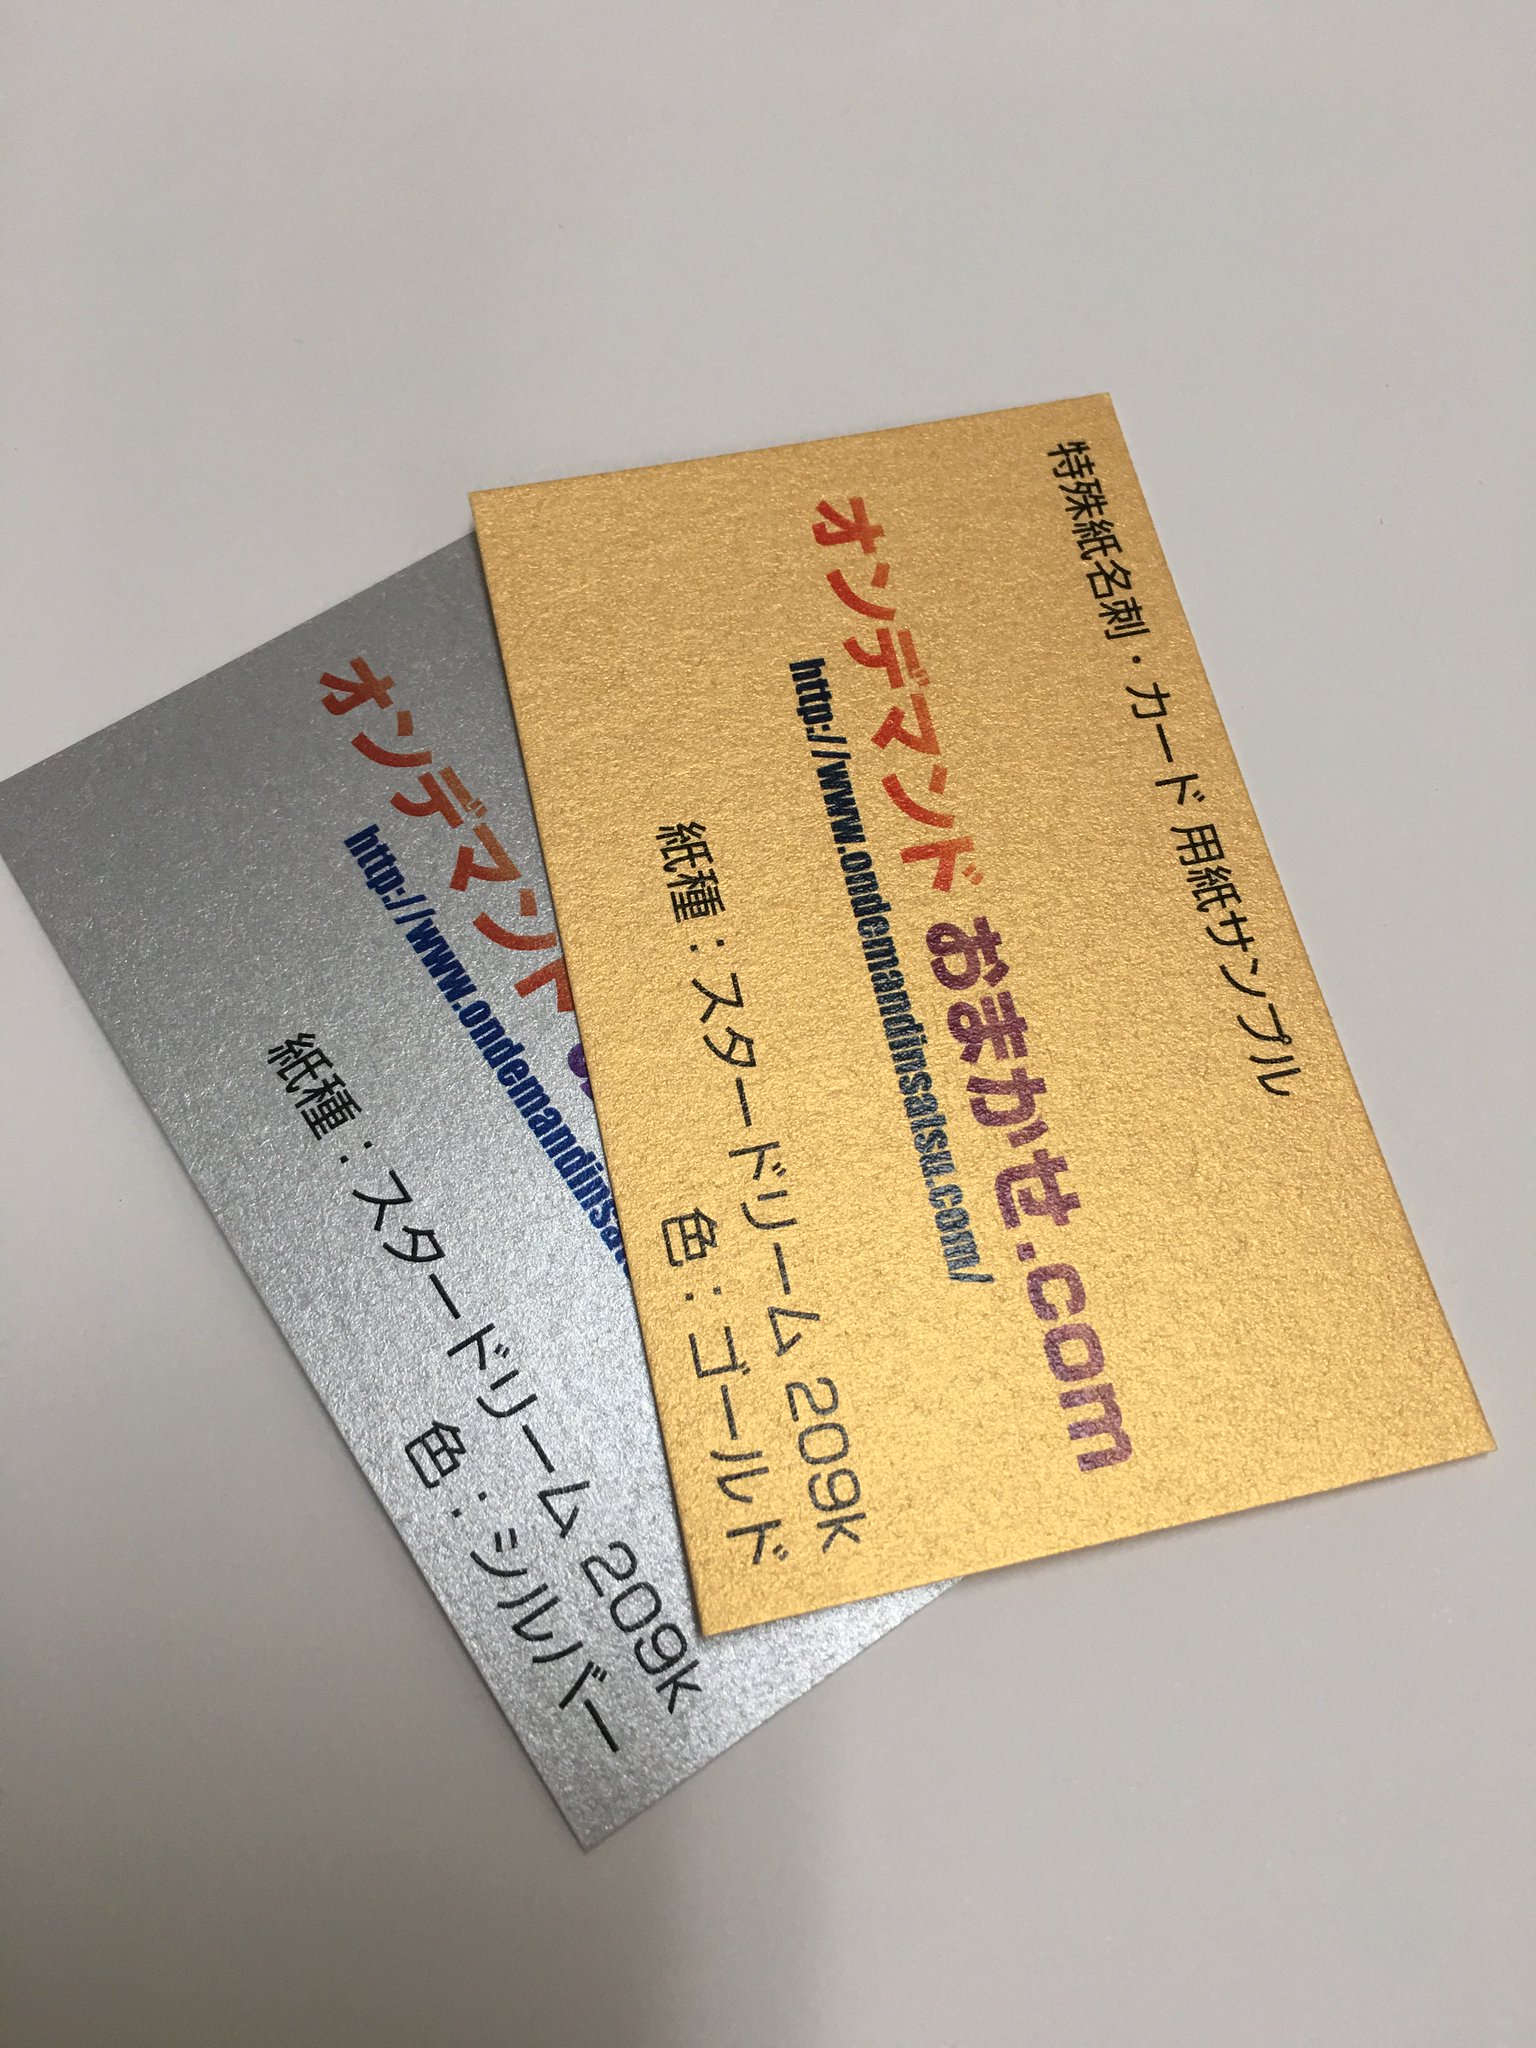 特殊紙名刺・カード 用紙サンプル
オンデマンド おまかせ.com
http://www.ondemandinsatsu.com/
紙種：スタードリーム 209k
色：ゴールド
オンデマンド
http://www.ondemandinsats
紙種：スタードリーム 209k
色：シルバー